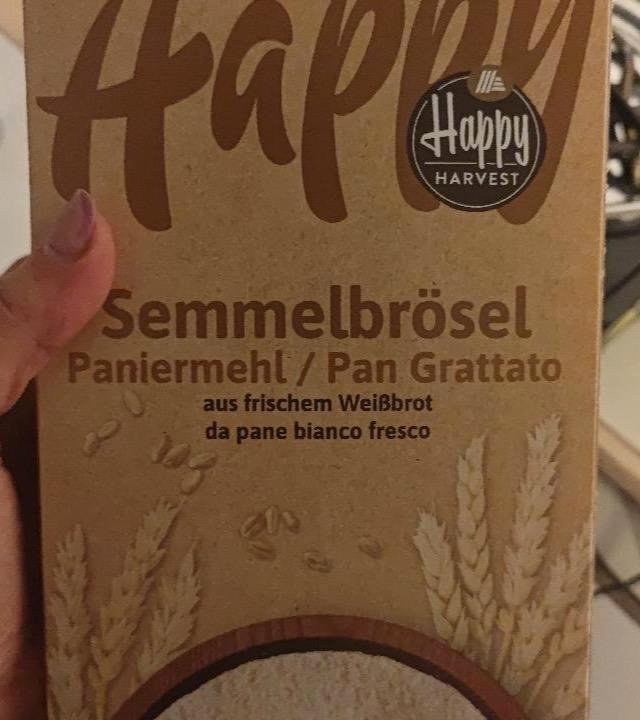 Happy
Happy
HARVEST
Semmelbrösel
Paniermehl / Pan Grattato
aus frischem Weißbrot
da pane bianco fresco